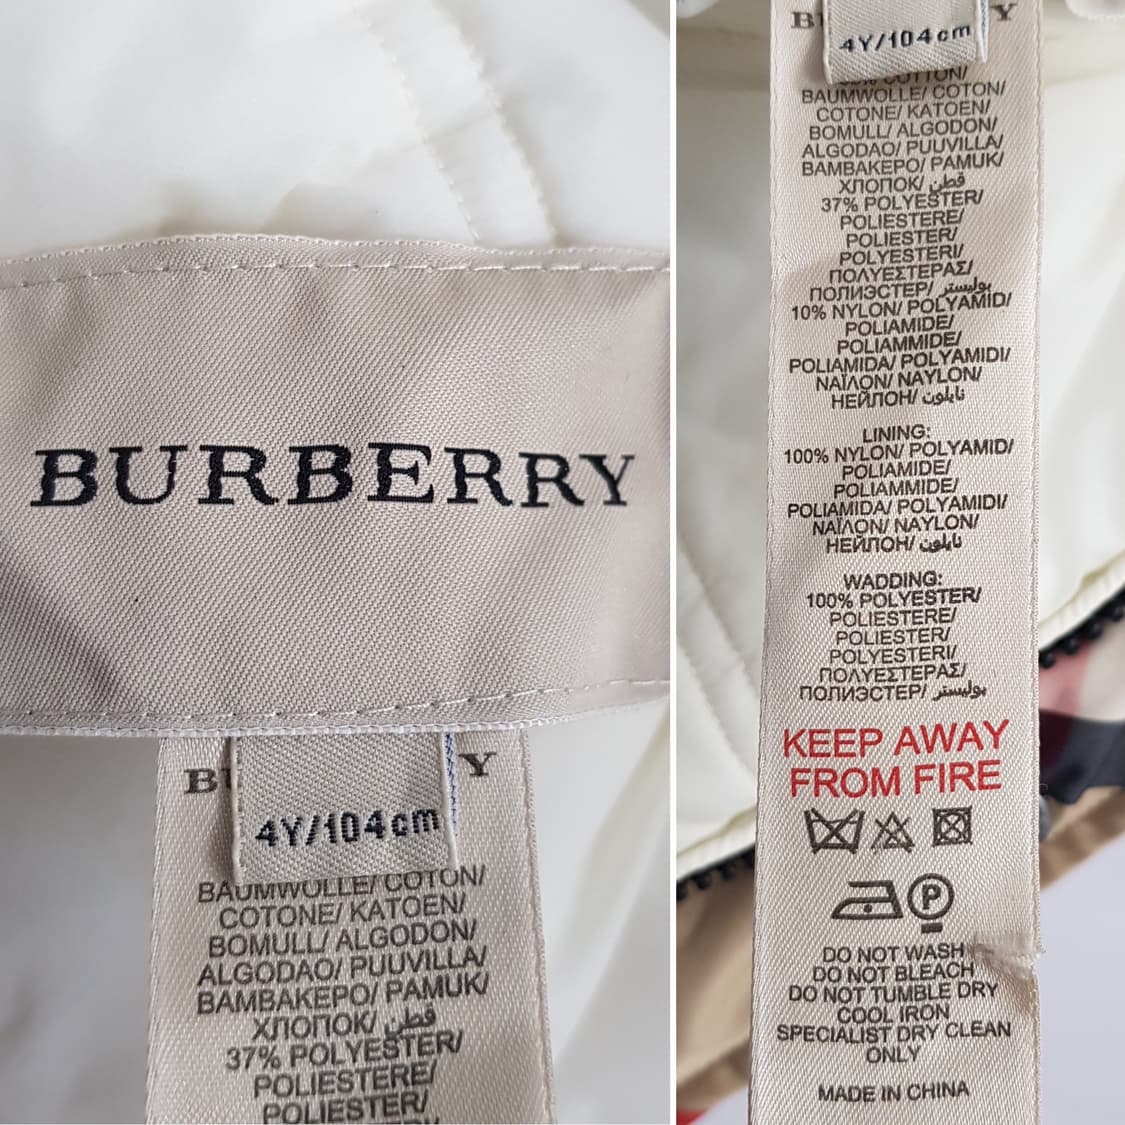 BURBERRY
B Y
4Y/104cm
BAUMWOLLE/ COTON/
COTONE/ KATOEN/
BOMULL/ ALGODON/
ALGODAO/ PUUVILLA/
BAMBAKEPO/ PAMUK/
ХЛОПОК/ قطن/
37% POLYESTER/
POLIESTERE/
POLIESTER/
B Y
4Y/104cm
COTTON/
BAUMWOLLE/ COTON/
COTONE/ KATOEN/
BOMULL/ ALGODON/
ALGODAO/ PUUVILLA/
BAMBAKEPO/ PAMUK/
ХЛОПОК/ قطن
37% POLYESTER/
POLIESTERE/
POLIESTER/
POLYESTERI/
ΠΟΛΥΕΣΤΕΡΑΣ/
ПОЛИЭСТЕР/ بوليستر
10% NYLON/ POLYAMID/
POLIAMIDE/
POLIAMMIDE/
POLIAMIDA/ POLYAMIDI/
ΝΑΪΛΟΝ/ NAYLON/
НЕЙЛОН/ نايلون
LINING:
100% NYLON/ POLYAMID/
POLIAMIDE/
POLIAMMIDE/
POLIAMIDA/ POLYAMIDI/
ΝΑΪΛΟΝ/ NAYLON/
НЕЙЛОН/ نايلون
WADDING:
100% POLYESTER/
POLIESTERE/
POLIESTER/
POLYESTERI/
ΠΟΛΥΕΣΤΕΡΑΣ/
ПОЛИЭСТЕР/ بوليستر
KEEP AWAY
FROM FIRE
P
DO NOT WASH
DO NOT BLEACH
DO NOT TUMBLE DRY
COOL IRON
SPECIALIST DRY CLEAN
ONLY
MADE IN CHINA